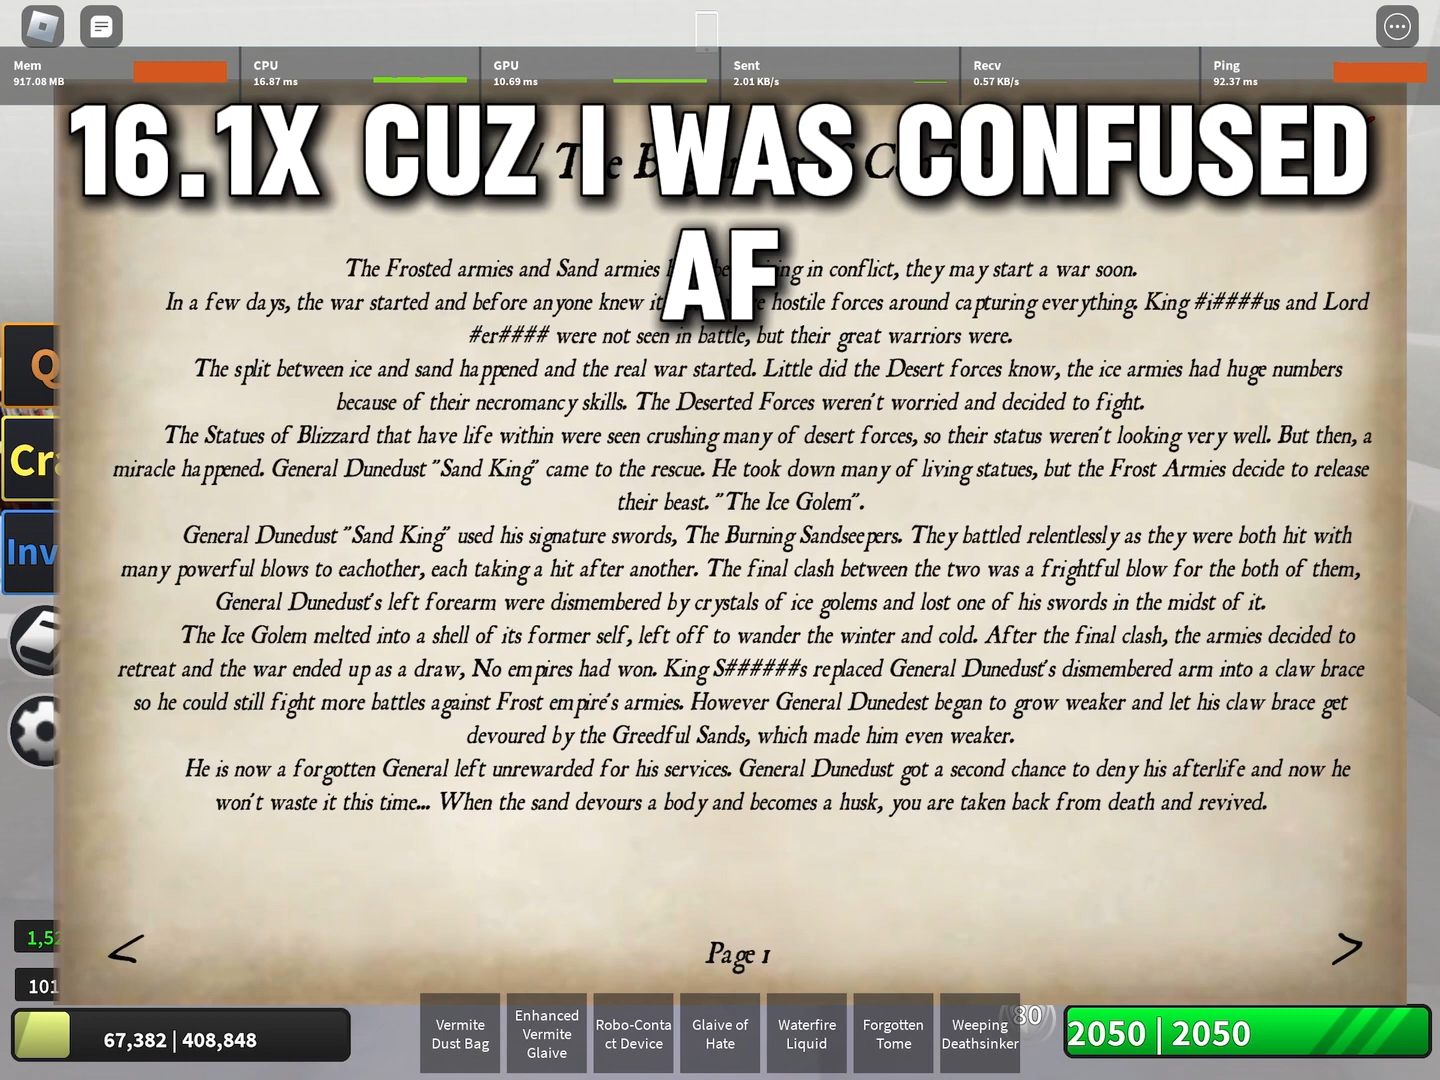 Mem
917.08 MB
CPU
16.87 ms
GPU
10.69 ms
Sent
2.01 KB/s
Recv
0.57 KB/s
Ping
92.37 ms
16.1X CUZ I WAS CONFUSED
AF
The
The Frosted armies and Sand armies in conflict, they may start a war soon.
In a few days, the war started and before anyone knew it hostile forces around capturing everything. King #i####us and Lord
#er#### were not seen in battle, but their great warriors were.
The split between ice and sand happened and the real war started. Little did the Desert forces know, the ice armies had huge numbers
because of their necromancy skills. The Deserted Forces weren't worried and decided to fight.
The Statues of Blizzard that have life within were seen crushing many of desert forces, so their status weren't looking very well. But then, a
miracle happened. General Dunedust "Sand King" came to the rescue. He took down many of living statues, but the Frost Armies decide to release
their beast. "The Ice Golem".
General Dunedust "Sand King" used his signature swords, The Burning Sandseepers. They battled relentlessly as they were both hit with
many powerful blows to eachother, each taking a hit after another. The final clash between the two was a frightful blow for the both of them,
General Dunedust's left forearm were dismembered by crystals of ice golems and lost one of his swords in the midst of it.
The Ice Golem melted into a shell of its former self, left off to wander the winter and cold. After the final clash, the armies decided to
retreat and the war ended up as a draw, No empires had won. King S######s replaced General Dunedust's dismembered arm into a claw brace
so he could still fight more battles against Frost empire's armies. However General Dunedest began to grow weaker and let his claw brace get
devoured by the Greedful Sands, which made him even weaker.
He is now a forgotten General left unrewarded for his services. General Dunedust got a second chance to deny his afterlife and now he
won't waste it this time... When the sand devours a body and becomes a husk, you are taken back from death and revived.
< Page 1 >
Q
Cr
Inv
1,52
101
67,382 | 408,848
Vermite
Dust Bag
Enhanced
Vermite
Glaive
Robo-Conta
ct Device
Glaive of
Hate
Waterfire
Liquid
Forgotten
Tome
Weeping
Deathsinker
80
2050 | 2050